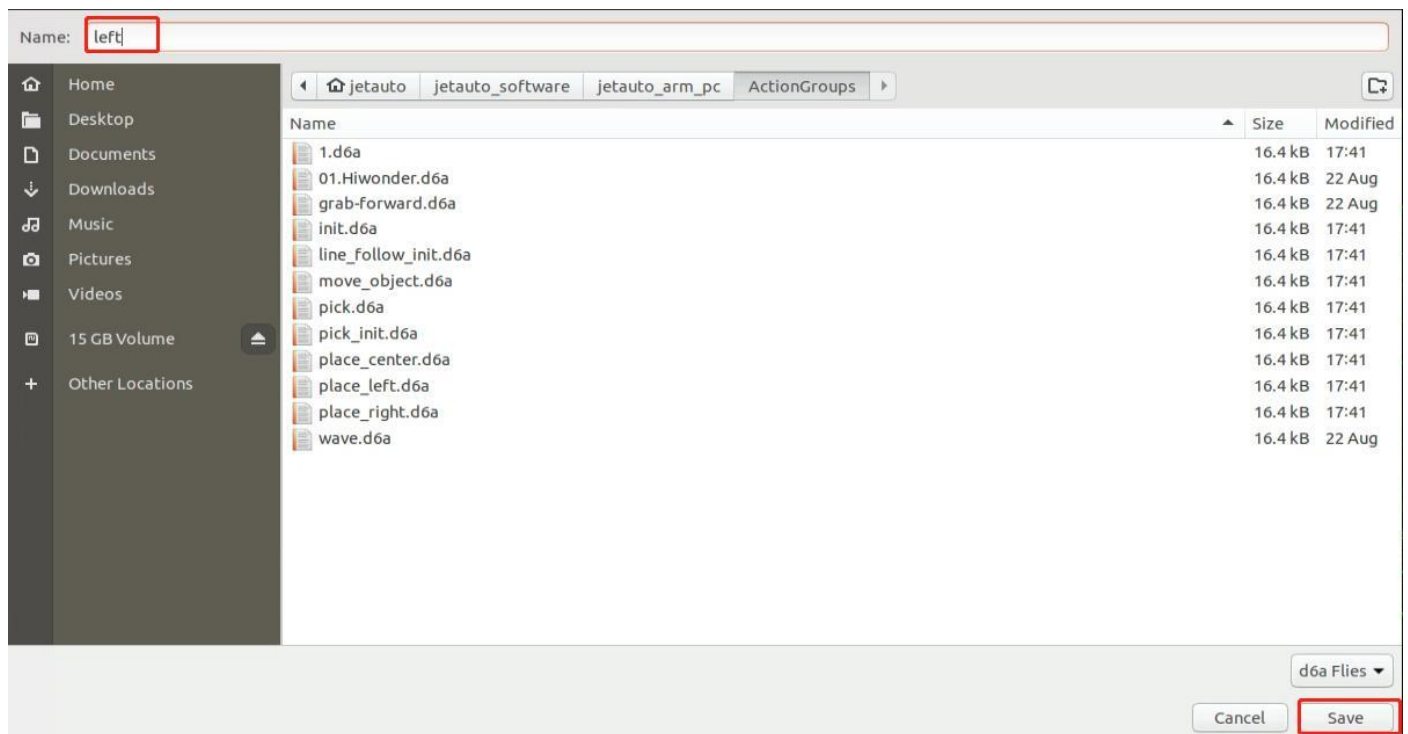 Name: left
Home
Desktop
Documents
Downloads
Music
Pictures
Videos
15 GB Volume
Other Locations
jetauto jetauto_software jetauto_arm_pc ActionGroups
Name Size Modified
1.d6a 16.4 kB 17:41
01.Hiwonder.d6a 16.4 kB 22 Aug
grab-forward.d6a 16.4 kB 22 Aug
init.d6a 16.4 kB 17:41
line_follow_init.d6a 16.4 kB 17:41
move_object.d6a 16.4 kB 17:41
pick.d6a 16.4 kB 17:41
pick_init.d6a 16.4 kB 17:41
place_center.d6a 16.4 kB 17:41
place_left.d6a 16.4 kB 17:41
place_right.d6a 16.4 kB 17:41
wave.d6a 16.4 kB 22 Aug
d6a Flies
Cancel Save